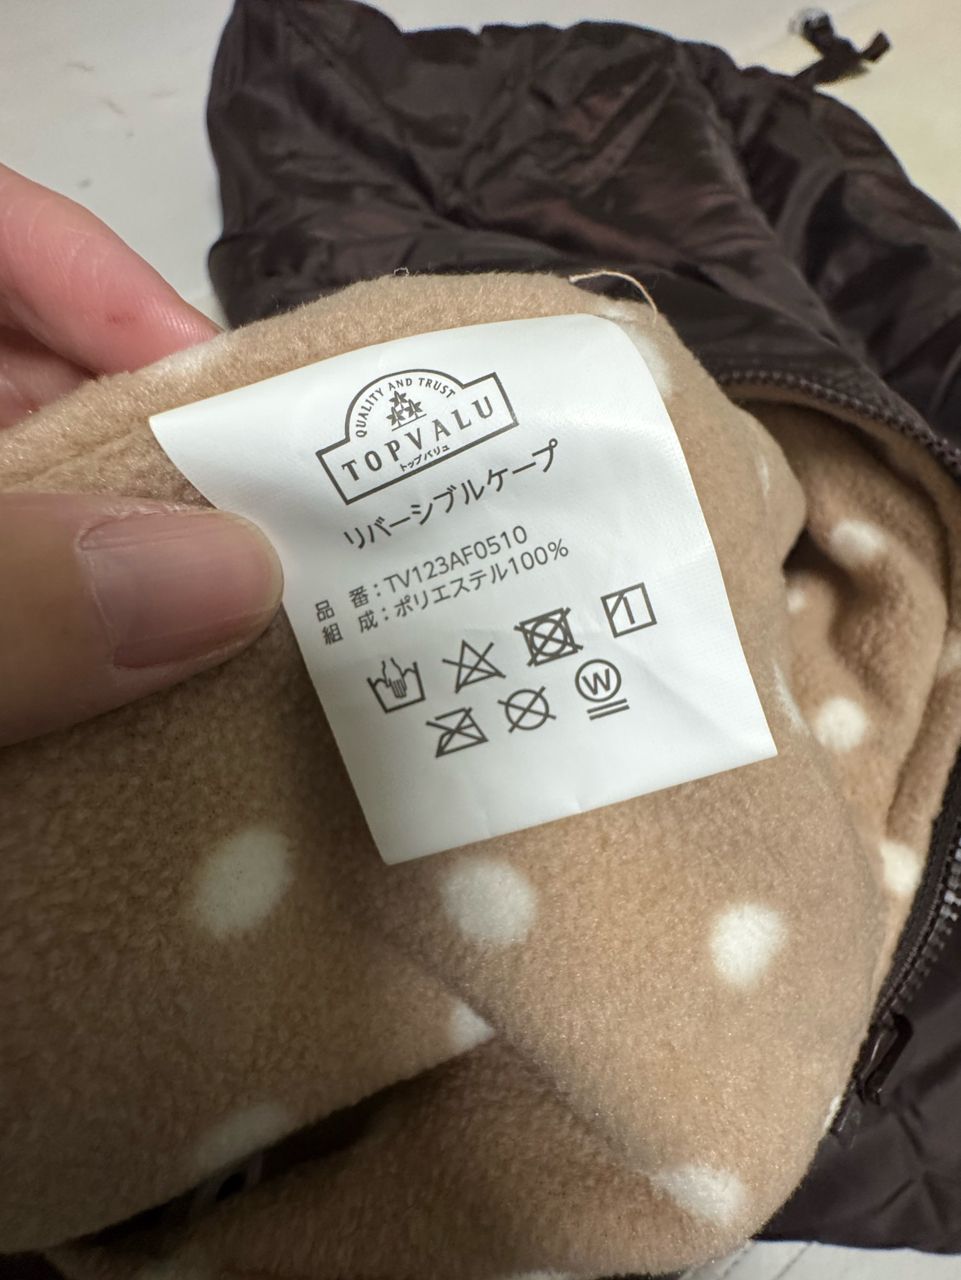 QUALITY AND TRUST
TOPVALU
トップバリュ
リバーシブルケープ
品 番：TV123AF0510
組 成：ポリエステル100%
W